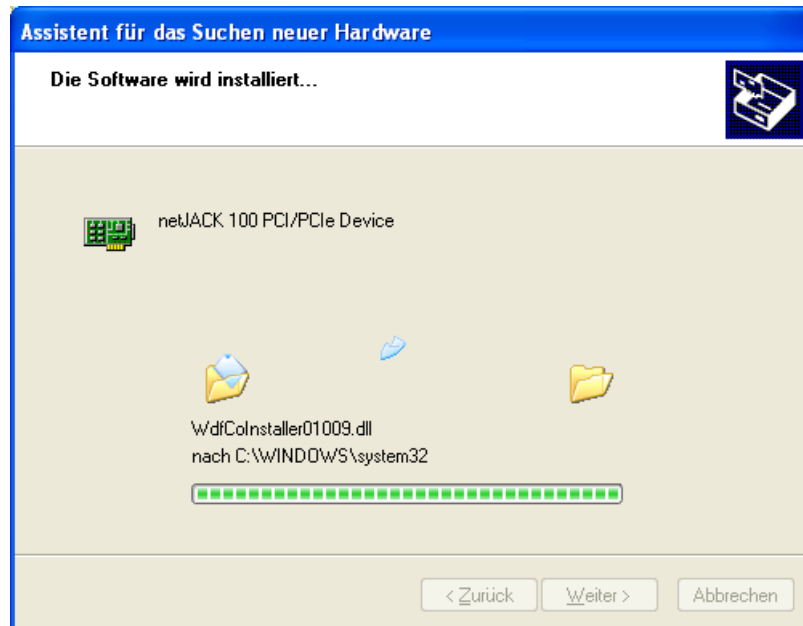 Assistent für das Suchen neuer Hardware
Die Software wird installiert...
netJACK 100 PCI/PCIe Device
WdfCoInstaller01009.dll
nach C:\WINDOWS\system32
< Zurück
Weiter >
Abbrechen